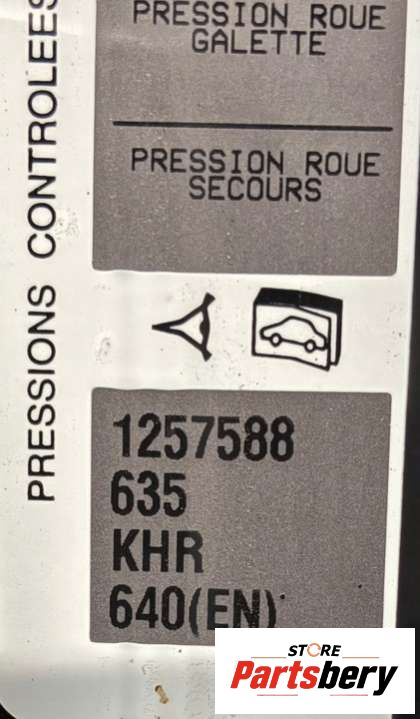 PRESSIONS CONTROLEES
PRESSION ROUE
GALETTE
PRESSION ROUE
SECOURS
1257588
635
KHR
640(EN)
STORE
Partsbery